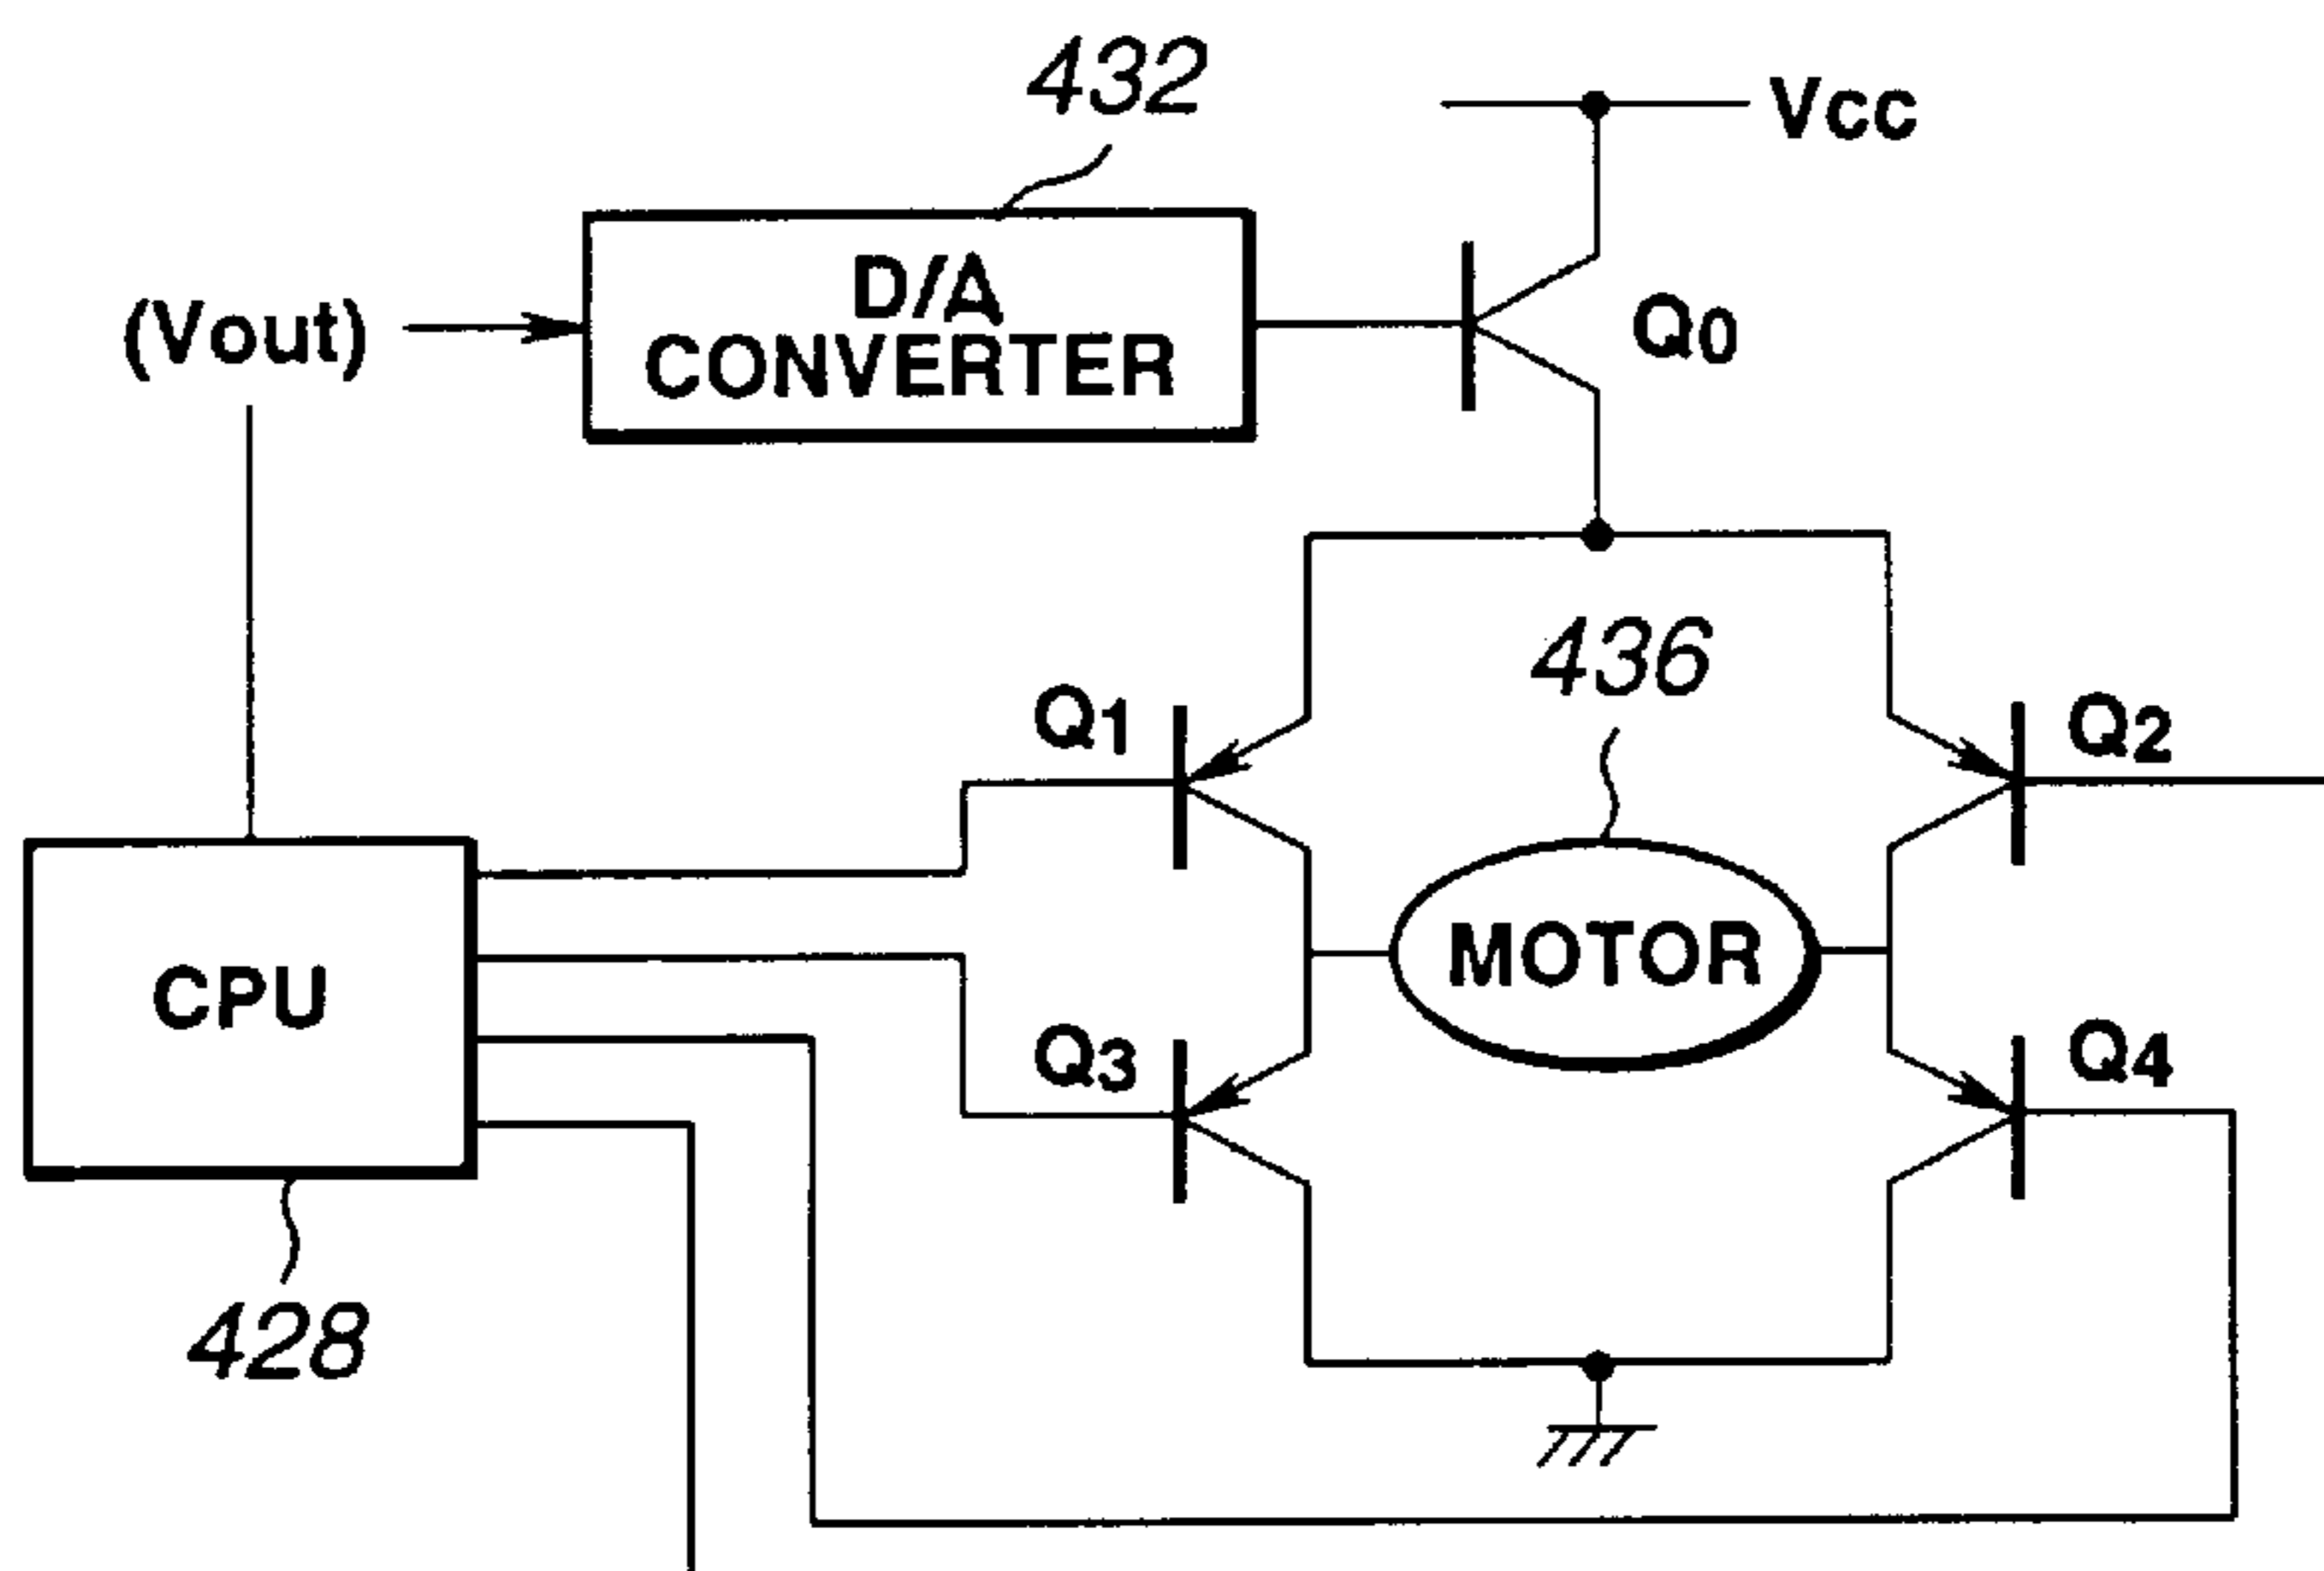 432
Vcc
D/A
CONVERTER
(Vout)
Q0
436
Q1
Q2
MOTOR
CPU
Q3
Q4
428